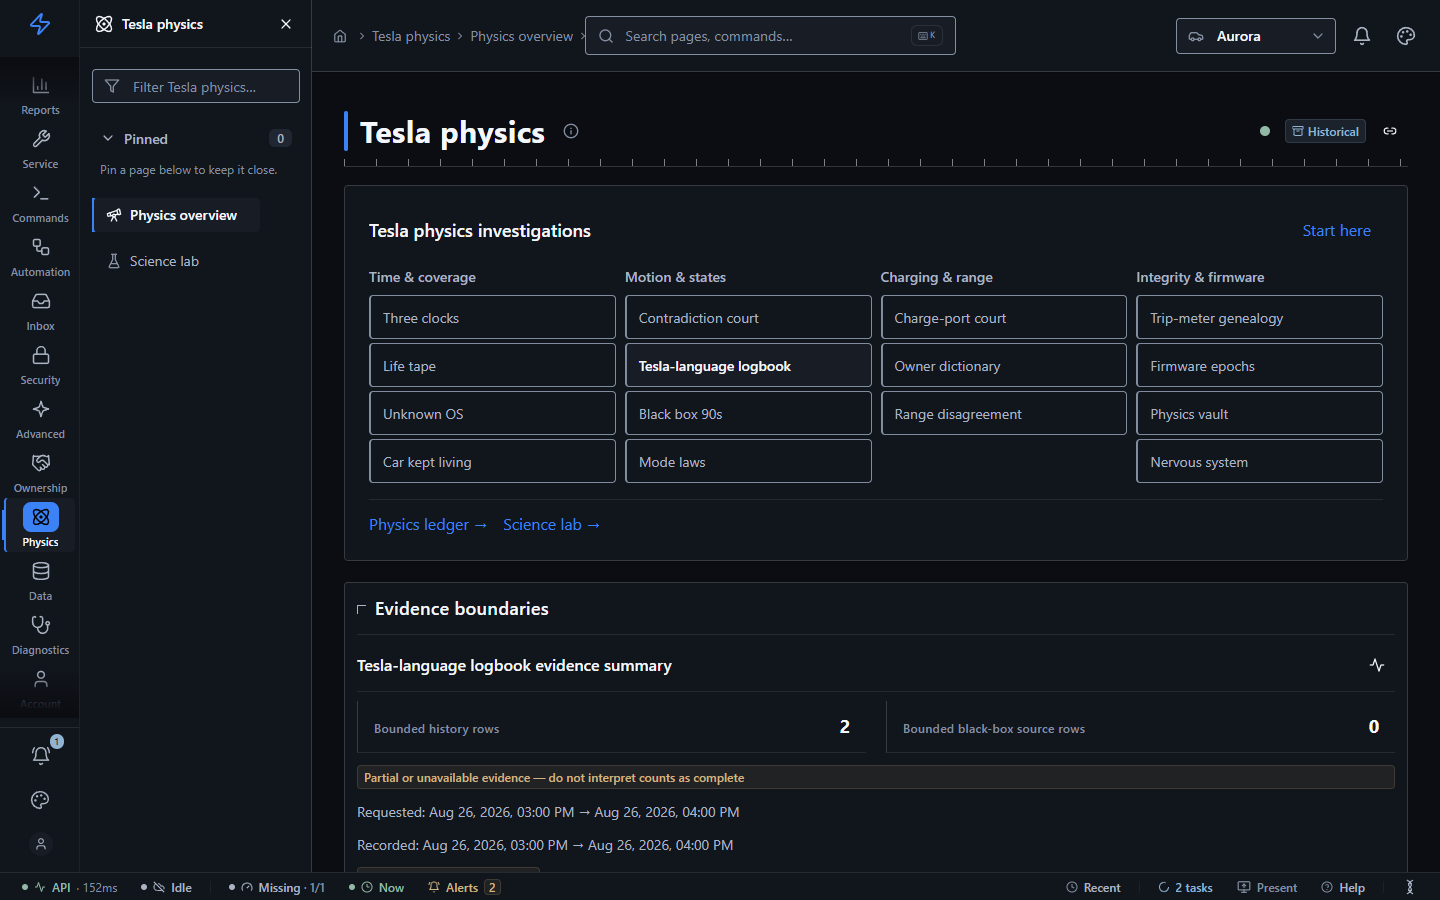 Tesla physics
Tesla physics
Physics overview
Search pages, commands...
K
Aurora
Reports
Service
Commands
Automation
Inbox
Security
Advanced
Ownership
Physics
Data
Diagnostics
Account
1
Filter Tesla physics...
Pinned
0
Pin a page below to keep it close.
Physics overview
Science lab
Tesla physics
Historical
Tesla physics investigations
Start here
Time & coverage
Three clocks
Life tape
Unknown OS
Car kept living
Motion & states
Contradiction court
Tesla-language logbook
Black box 90s
Mode laws
Charging & range
Charge-port court
Owner dictionary
Range disagreement
Integrity & firmware
Trip-meter genealogy
Firmware epochs
Physics vault
Nervous system
Physics ledger →
Science lab →
Evidence boundaries
Tesla-language logbook evidence summary
Bounded history rows
2
Bounded black-box source rows
0
Partial or unavailable evidence — do not interpret counts as complete
Requested: Aug 26, 2026, 03:00 PM → Aug 26, 2026, 04:00 PM
Recorded: Aug 26, 2026, 03:00 PM → Aug 26, 2026, 04:00 PM
API · 152ms
Idle
Missing · 1/1
Now
Alerts 2
Recent
2 tasks
Present
Help